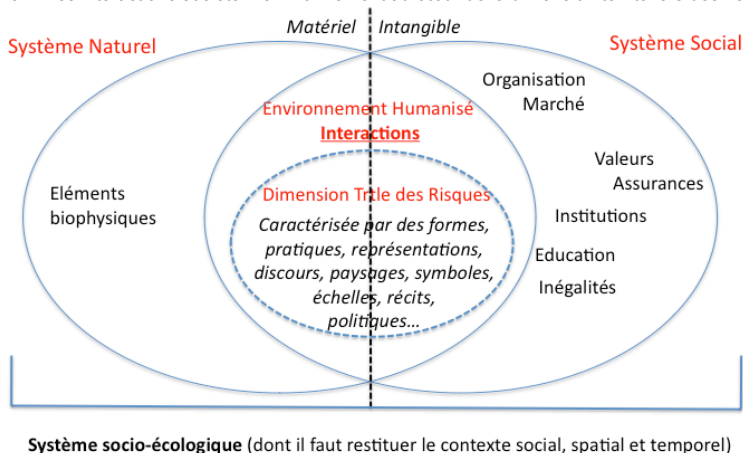 Matériel
Intangible
Système Naturel
Système Social
Organisation
Marché
Environnement Humanisé
Interactions
Valeurs
Assurances
Eléments
biophysiques
Dimension Trtle des Risques
Institutions
Caractérisée par des formes,
pratiques, représentations,
discours, paysages, symboles,
échelles, récits,
politiques…
Education
Inégalités
Système socio-écologique (dont il faut restituer le contexte social, spatial et temporel)